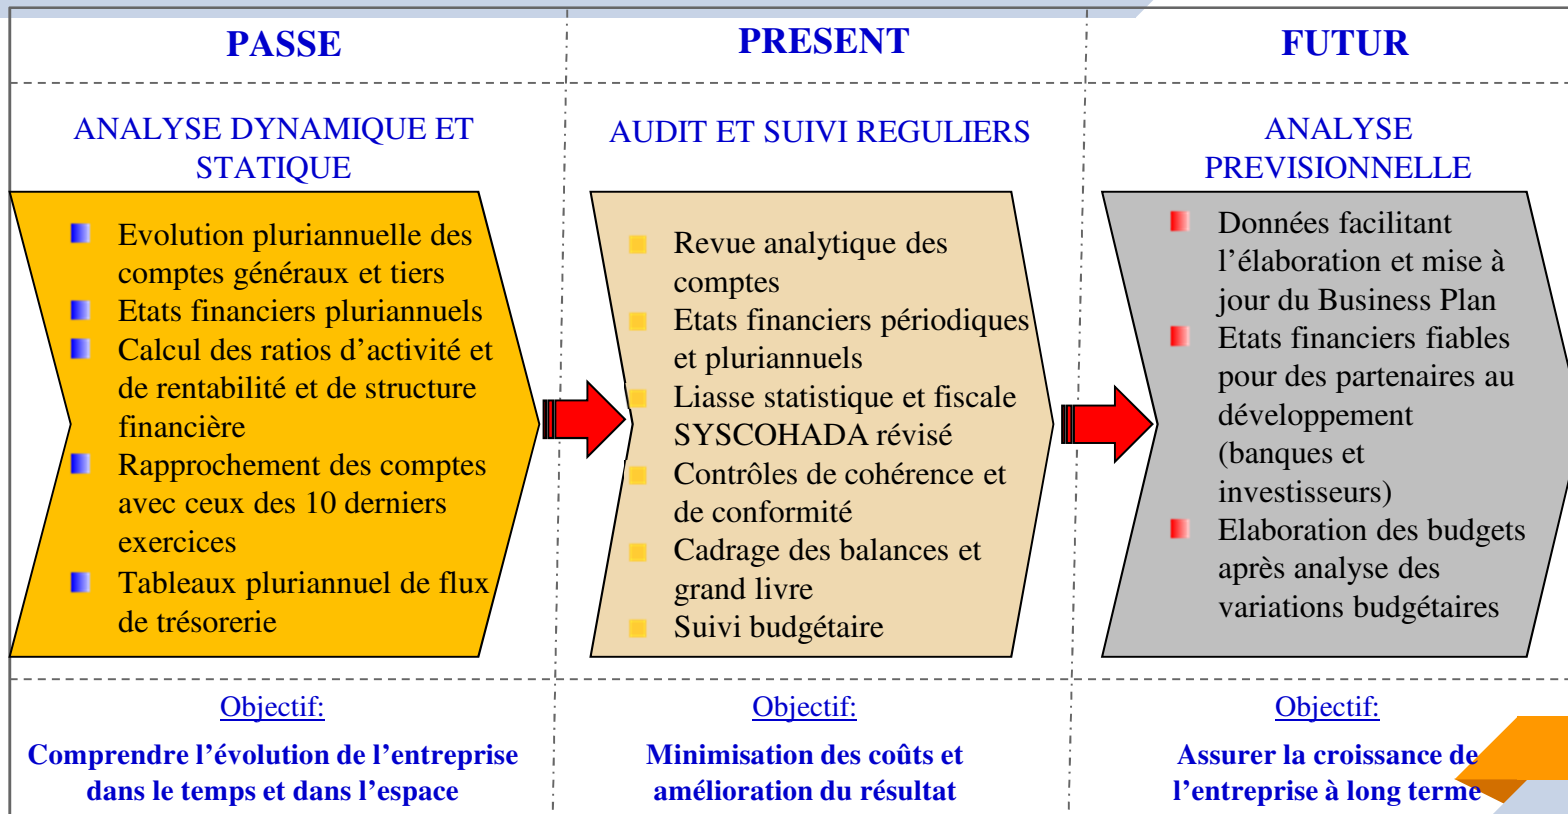 PASSE
ANALYSE DYNAMIQUE ET
STATIQUE
Evolution pluriannuelle des
comptes généraux et tiers
Etats financiers pluriannuels
Calcul des ratios d’activité et
de rentabilité et de structure
financière
Rapprochement des comptes
avec ceux des 10 derniers
exercices
Tableaux pluriannuel de flux
de trésorerie
Objectif:
Comprendre l’évolution de l’entreprise
dans le temps et dans l’espace
PRESENT
AUDIT ET SUIVI REGULIERS
Revue analytique des
comptes
Etats financiers périodiques
et pluriannuels
Liasse statistique et fiscale
SYSCOHADA révisé
Contrôles de cohérence et
de conformité
Cadrage des balances et
grand livre
Suivi budgétaire
Objectif:
Minimisation des coûts et
amélioration du résultat
FUTUR
ANALYSE
PREVISIONNELLE
Données facilitant
l’élaboration et mise à
jour du Business Plan
Etats financiers fiables
pour des partenaires au
développement
(banques et
investisseurs)
Elaboration des budgets
après analyse des
variations budgétaires
Objectif:
Assurer la croissance de
l’entreprise à long terme